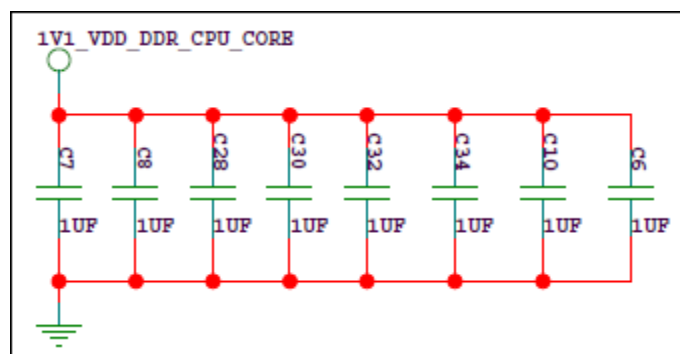 1V1_VDD_DDR_CPU_CORE
C7 C8 C28 C30 C32 C34 C10 C6
1UF 1UF 1UF 1UF 1UF 1UF 1UF 1UF